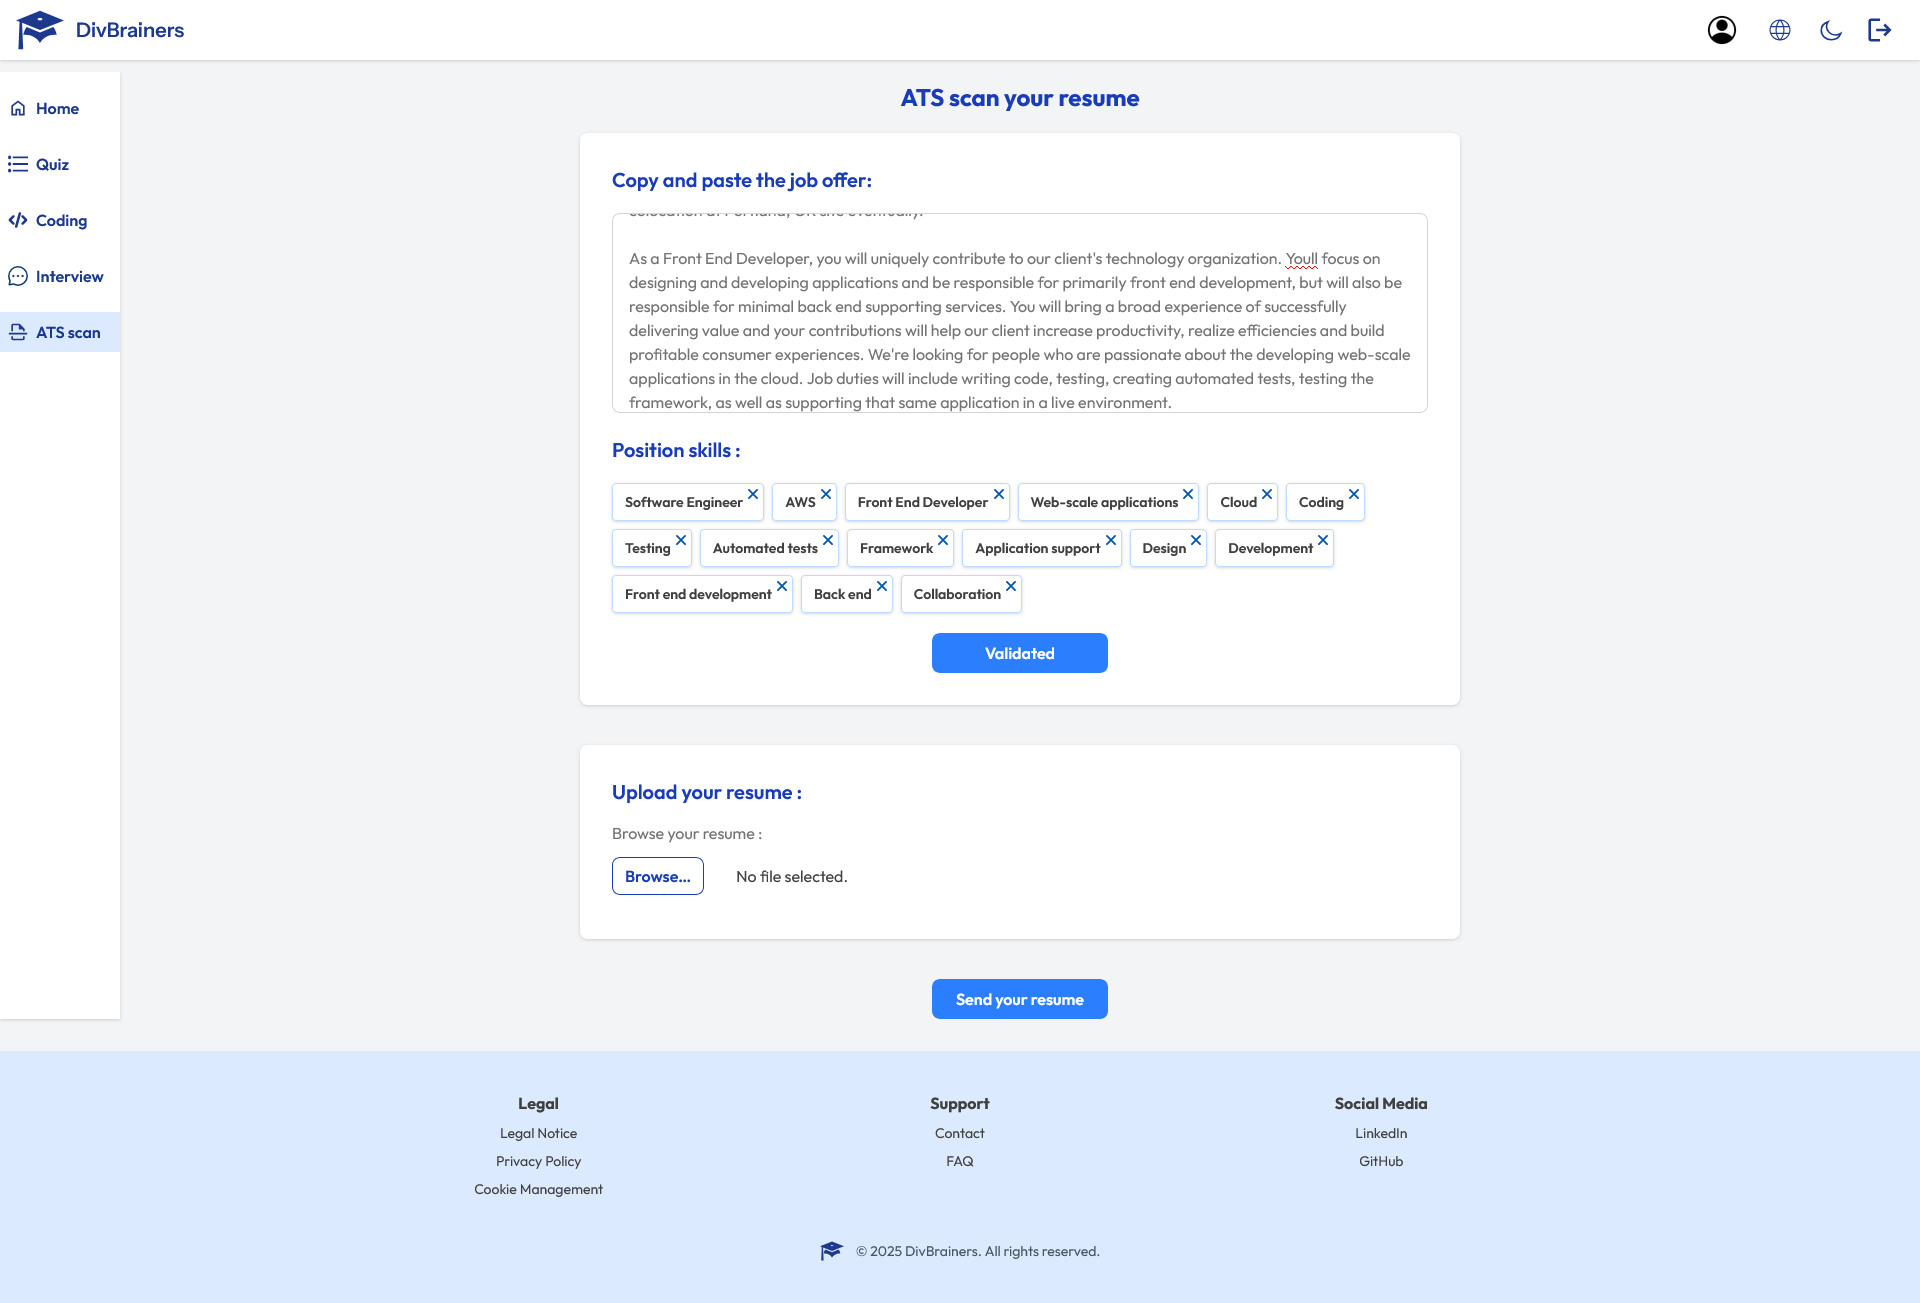 DivBrainers
Home
Quiz
Coding
Interview
ATS scan
ATS scan your resume
Copy and paste the job offer:
colocation at Portland, OR site eventually.
As a Front End Developer, you will uniquely contribute to our client's technology organization. Youll focus on
designing and developing applications and be responsible for primarily front end development, but will also be
responsible for minimal back end supporting services. You will bring a broad experience of successfully
delivering value and your contributions will help our client increase productivity, realize efficiencies and build
profitable consumer experiences. We're looking for people who are passionate about the developing web-scale
applications in the cloud. Job duties will include writing code, testing, creating automated tests, testing the
framework, as well as supporting that same application in a live environment.
Position skills :
Software Engineer AWS Front End Developer Web-scale applications Cloud Coding
Testing Automated tests Framework Application support Design Development
Front end development Back end Collaboration
Validated
Upload your resume :
Browse your resume :
Browse... No file selected.
Send your resume
Legal
Legal Notice
Privacy Policy
Cookie Management
Support
Contact
FAQ
Social Media
LinkedIn
GitHub
© 2025 DivBrainers. All rights reserved.